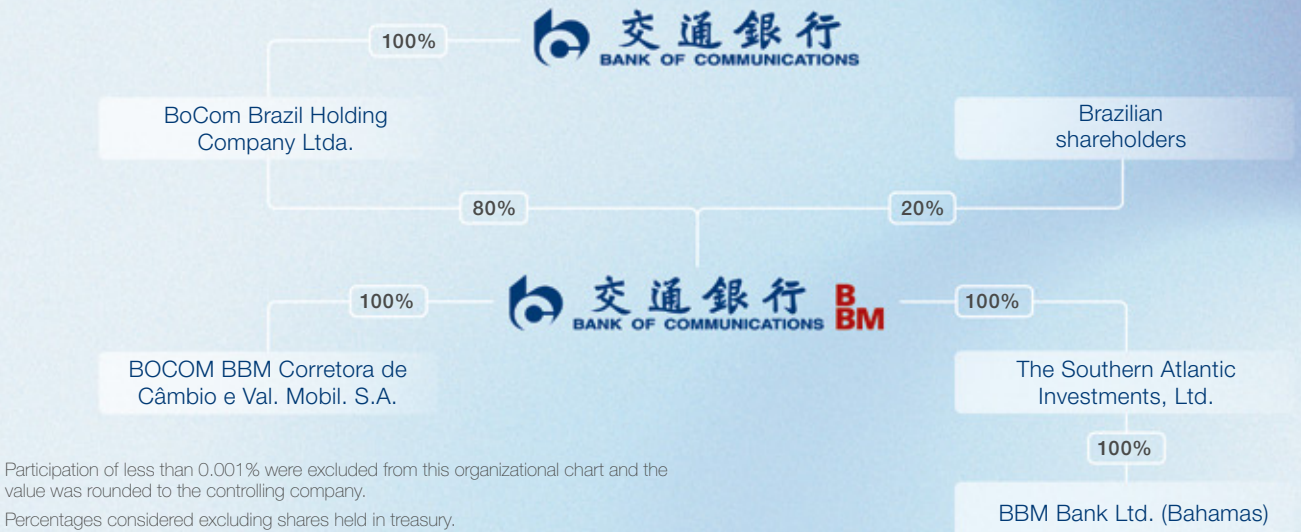 交通銀行
BANK OF COMMUNICATIONS
100%
BoCom Brazil Holding
Company Ltda.
Brazilian
shareholders
80%
20%
交通銀行
BANK OF COMMUNICATIONS
B
BM
100%
100%
BOCOM BBM Corretora de
Câmbio e Val. Mobil. S.A.
The Southern Atlantic
Investments, Ltd.
100%
BBM Bank Ltd. (Bahamas)
Participation of less than 0.001% were excluded from this organizational chart and the
value was rounded to the controlling company.
Percentages considered excluding shares held in treasury.